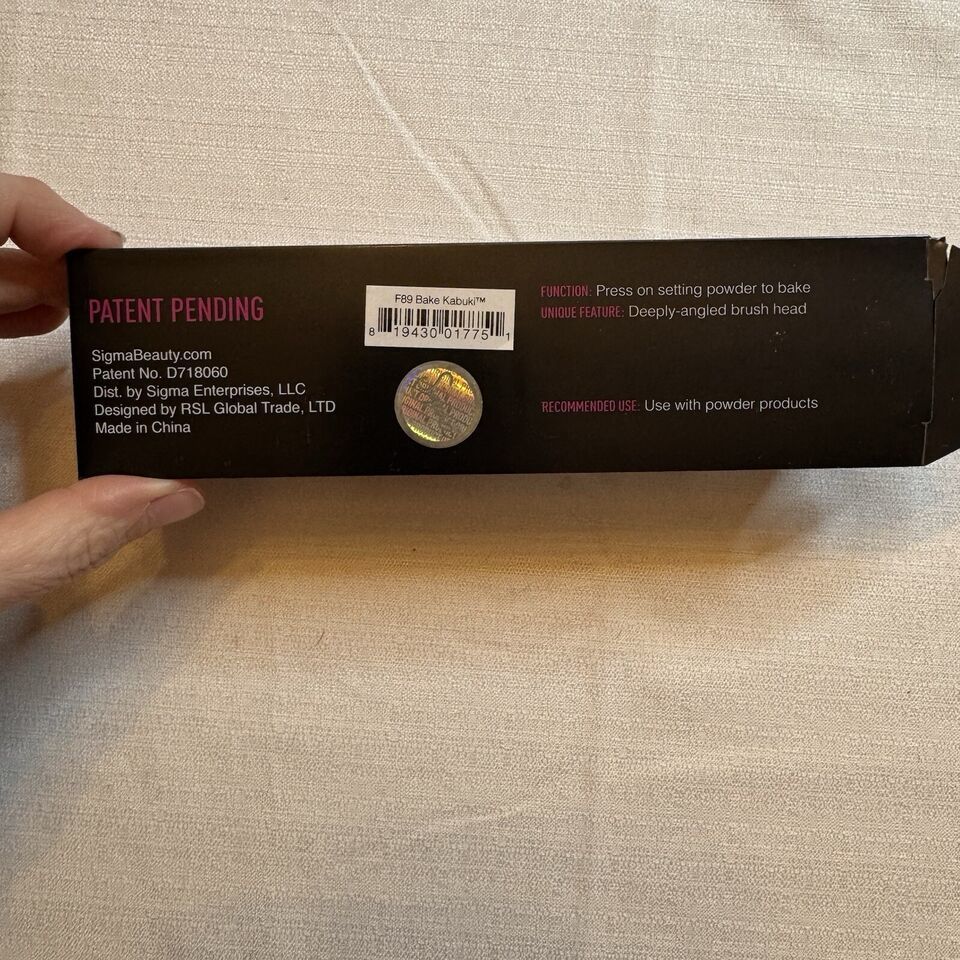 PATENT PENDING
SigmaBeauty.com
Patent No. D718060
Dist. by Sigma Enterprises, LLC
Designed by RSL Global Trade, LTD
Made in China
F89 Bake Kabuki™
8 19430 01775 1
FUNCTION: Press on setting powder to bake
UNIQUE FEATURE: Deeply-angled brush head
RECOMMENDED USE: Use with powder products